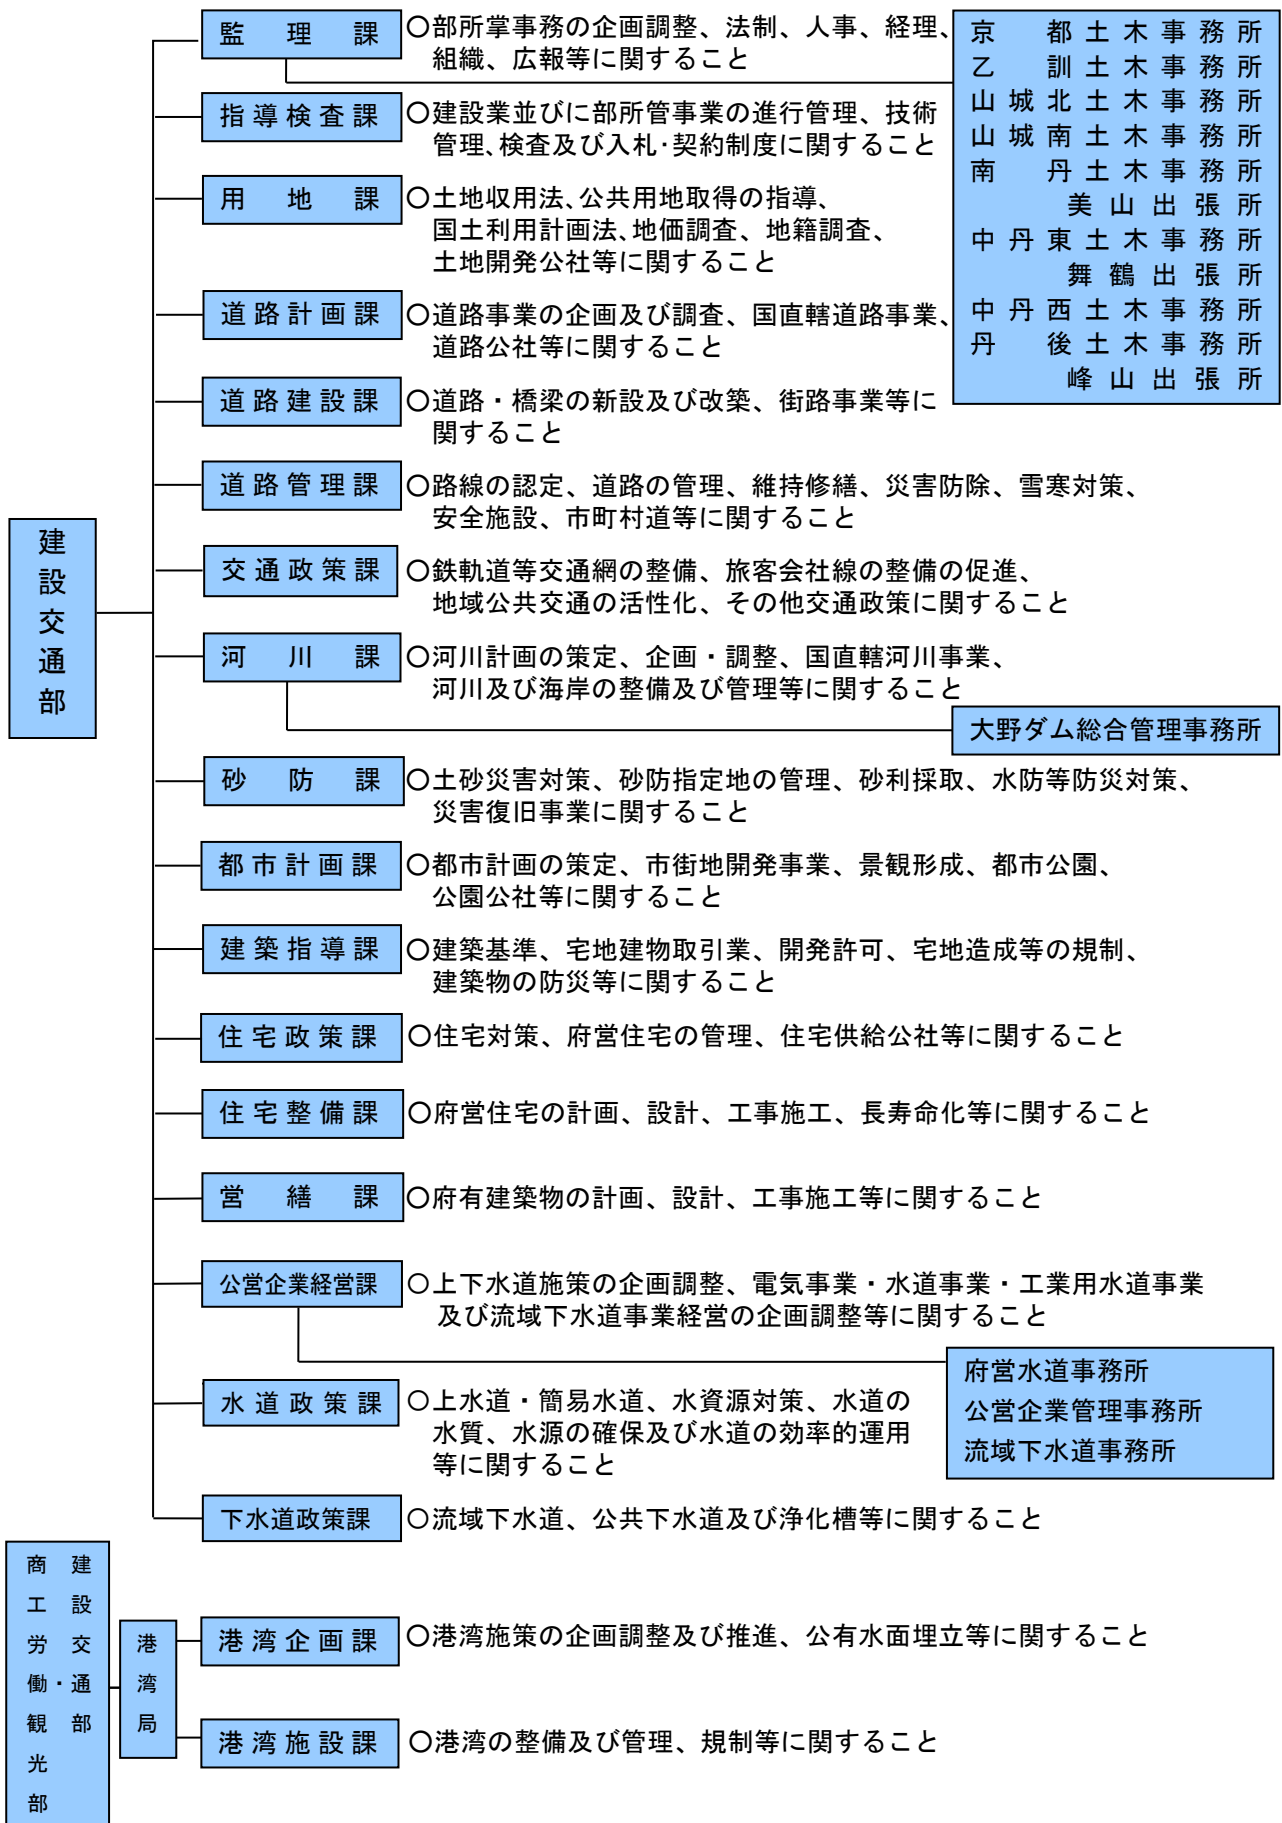 建設交通部
監理課
〇部所掌事務の企画調整、法制、人事、経理、
組織、広報等に関すること
京都土木事務所
乙訓土木事務所
山城北土木事務所
山城南土木事務所
南丹土木事務所
美山出張所
中丹東土木事務所
舞鶴出張所
中丹西土木事務所
丹後土木事務所
峰山出張所
指導検査課
〇建設業並びに部所管事業の進行管理、技術
管理、検査及び入札・契約制度に関すること
用地課
〇土地収用法、公共用地取得の指導、
国土利用計画法、地価調査、地籍調査、
土地開発公社等に関すること
道路計画課
〇道路事業の企画及び調査、国直轄道路事業、
道路公社等に関すること
道路建設課
〇道路・橋梁の新設及び改築、街路事業等に
関すること
道路管理課
〇路線の認定、道路の管理、維持修繕、災害防除、雪寒対策、
安全施設、市町村道等に関すること
交通政策課
〇鉄軌道等交通網の整備、旅客会社線の整備の促進、
地域公共交通の活性化、その他交通政策に関すること
河川課
〇河川計画の策定、企画・調整、国直轄河川事業、
河川及び海岸の整備及び管理等に関すること
大野ダム総合管理事務所
砂防課
〇土砂災害対策、砂防指定地の管理、砂利採取、水防等防災対策、
災害復旧事業に関すること
都市計画課
〇都市計画の策定、市街地開発事業、景観形成、都市公園、
公園公社等に関すること
建築指導課
〇建築基準、宅地建物取引業、開発許可、宅地造成等の規制、
建築物の防災等に関すること
住宅政策課
〇住宅対策、府営住宅の管理、住宅供給公社等に関すること
住宅整備課
〇府営住宅の計画、設計、工事施工、長寿命化等に関すること
営繕課
〇府有建築物の計画、設計、工事施工等に関すること
公営企業経営課
〇上下水道施策の企画調整、電気事業・水道事業・工業用水道事業
及び流域下水道事業経営の企画調整等に関すること
府営水道事務所
公営企業管理事務所
流域下水道事務所
水道政策課
〇上水道・簡易水道、水資源対策、水道の
水質、水源の確保及び水道の効率的運用
等に関すること
下水道政策課
〇流域下水道、公共下水道及び浄化槽等に関すること
建設交通部・
商工労働観光部
港湾局
港湾企画課
〇港湾施策の企画調整及び推進、公有水面埋立等に関すること
港湾施設課
〇港湾の整備及び管理、規制等に関すること